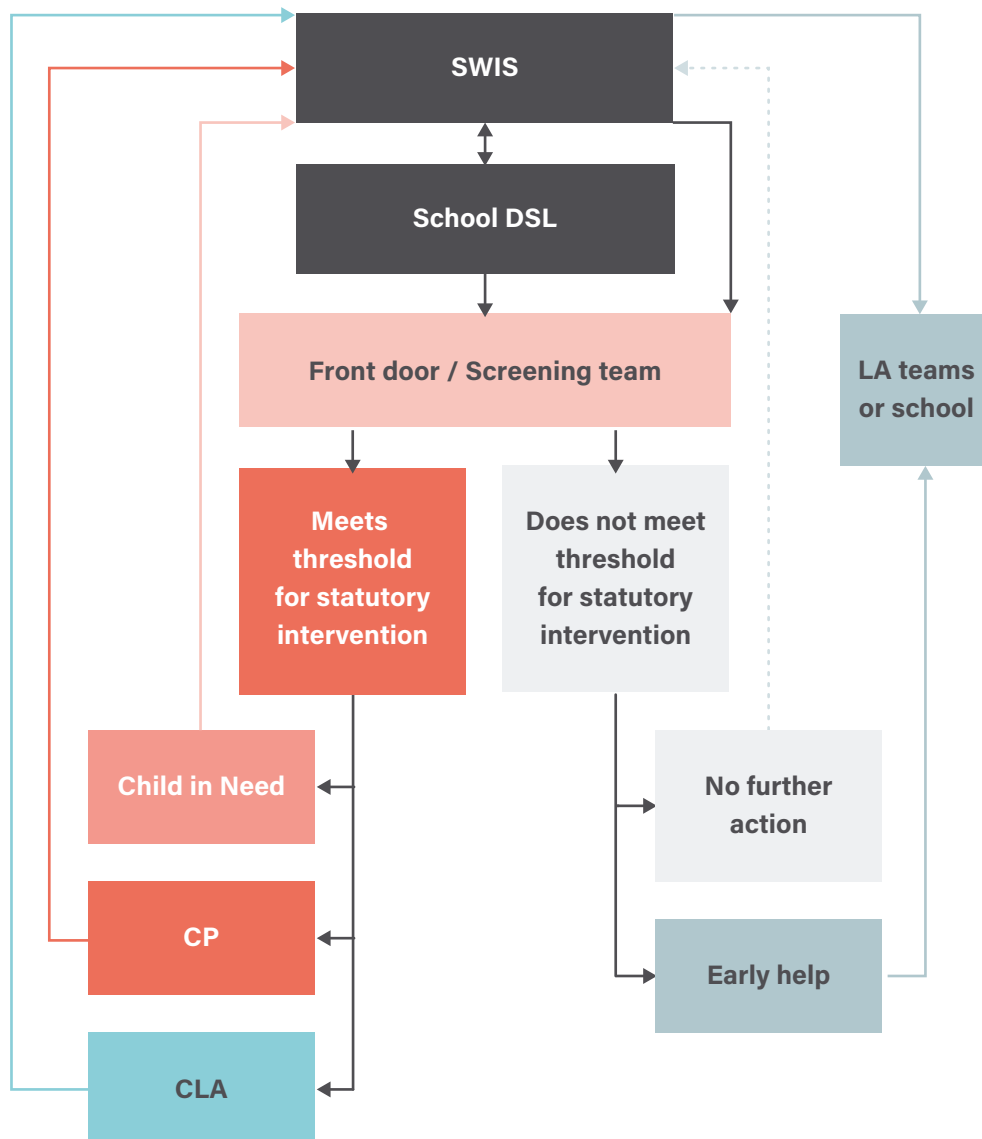 SWIS
School DSL
Front door / Screening team
LA teams
or school
Meets
threshold
for statutory
intervention
Does not meet
threshold
for statutory
intervention
Child in Need
No further
action
CP
Early help
CLA